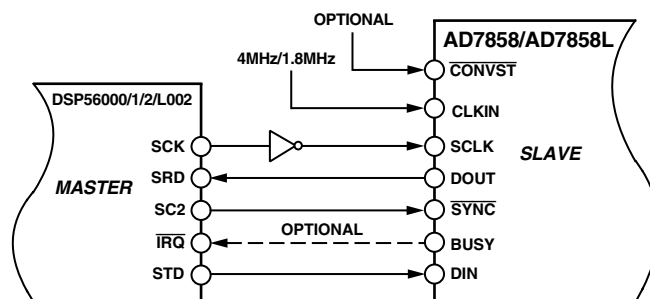 OPTIONAL
AD7858/AD7858L
4MHz/1.8MHz
CONVST
DSP56000/1/2/L002
CLKIN
SCK
SCLK
SLAVE
MASTER
SRD
DOUT
SC2
SYNC
OPTIONAL
IRQ
BUSY
STD
DIN